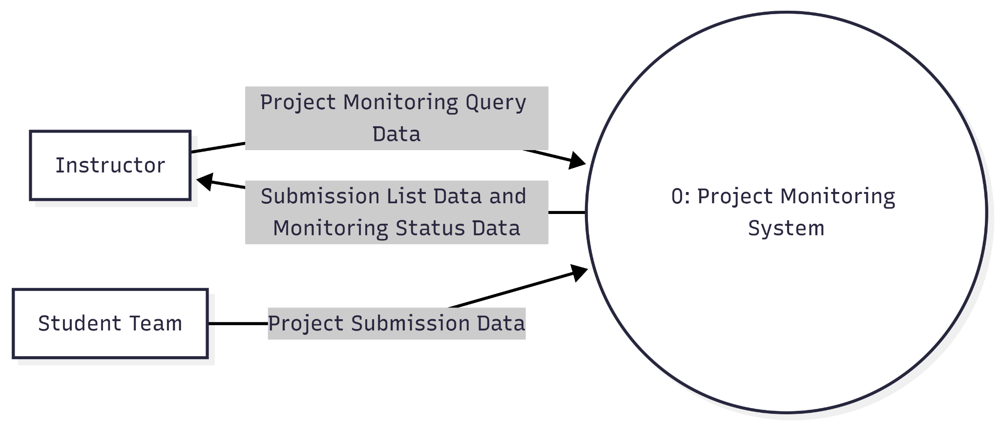 Project Monitoring Query
Data
Instructor
Submission List Data and
Monitoring Status Data
0: Project Monitoring
System
Student Team
Project Submission Data